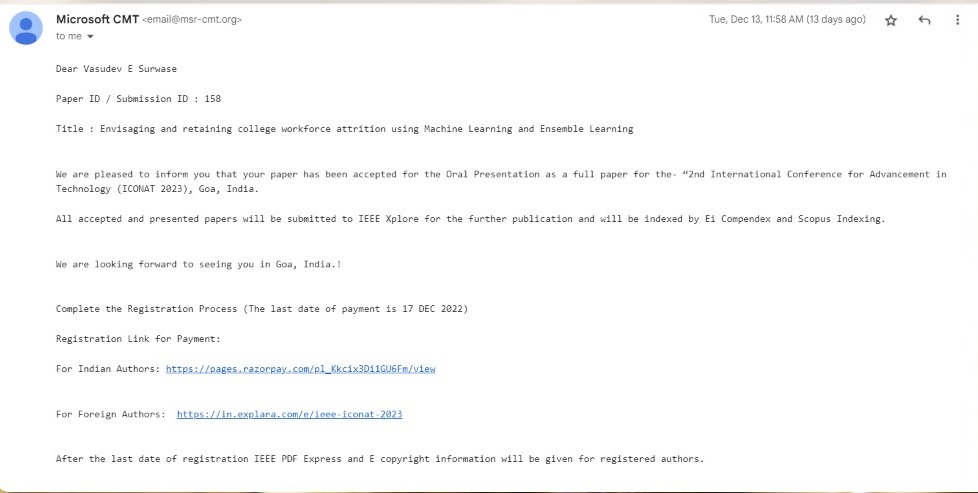 Microsoft CMT <email@msr-cmt.org>
Tue, Dec 13, 11:58 AM (13 days ago)
to me
Dear Vasudev E Surwase
Paper ID / Submission ID : 158
Title : Envisaging and retaining college workforce attrition using Machine Learning and Ensemble Learning
We are pleased to inform you that your paper has been accepted for the Oral Presentation as a full paper for the- “2nd International Conference for Advancement in
Technology (ICONAT 2023), Goa, India.
All accepted and presented papers will be submitted to IEEE Xplore for the further publication and will be indexed by Ei Compendex and Scopus Indexing.
We are looking forward to seeing you in Goa, India.!
Complete the Registration Process (The last date of payment is 17 DEC 2022)
Registration Link for Payment:
For Indian Authors: https://pages.razorpay.com/pl_Kkcix3Di1GU6Fm/view
For Foreign Authors:  https://in.explara.com/e/ieee-iconat-2023
After the last date of registration IEEE PDF Express and E copyright information will be given for registered authors.